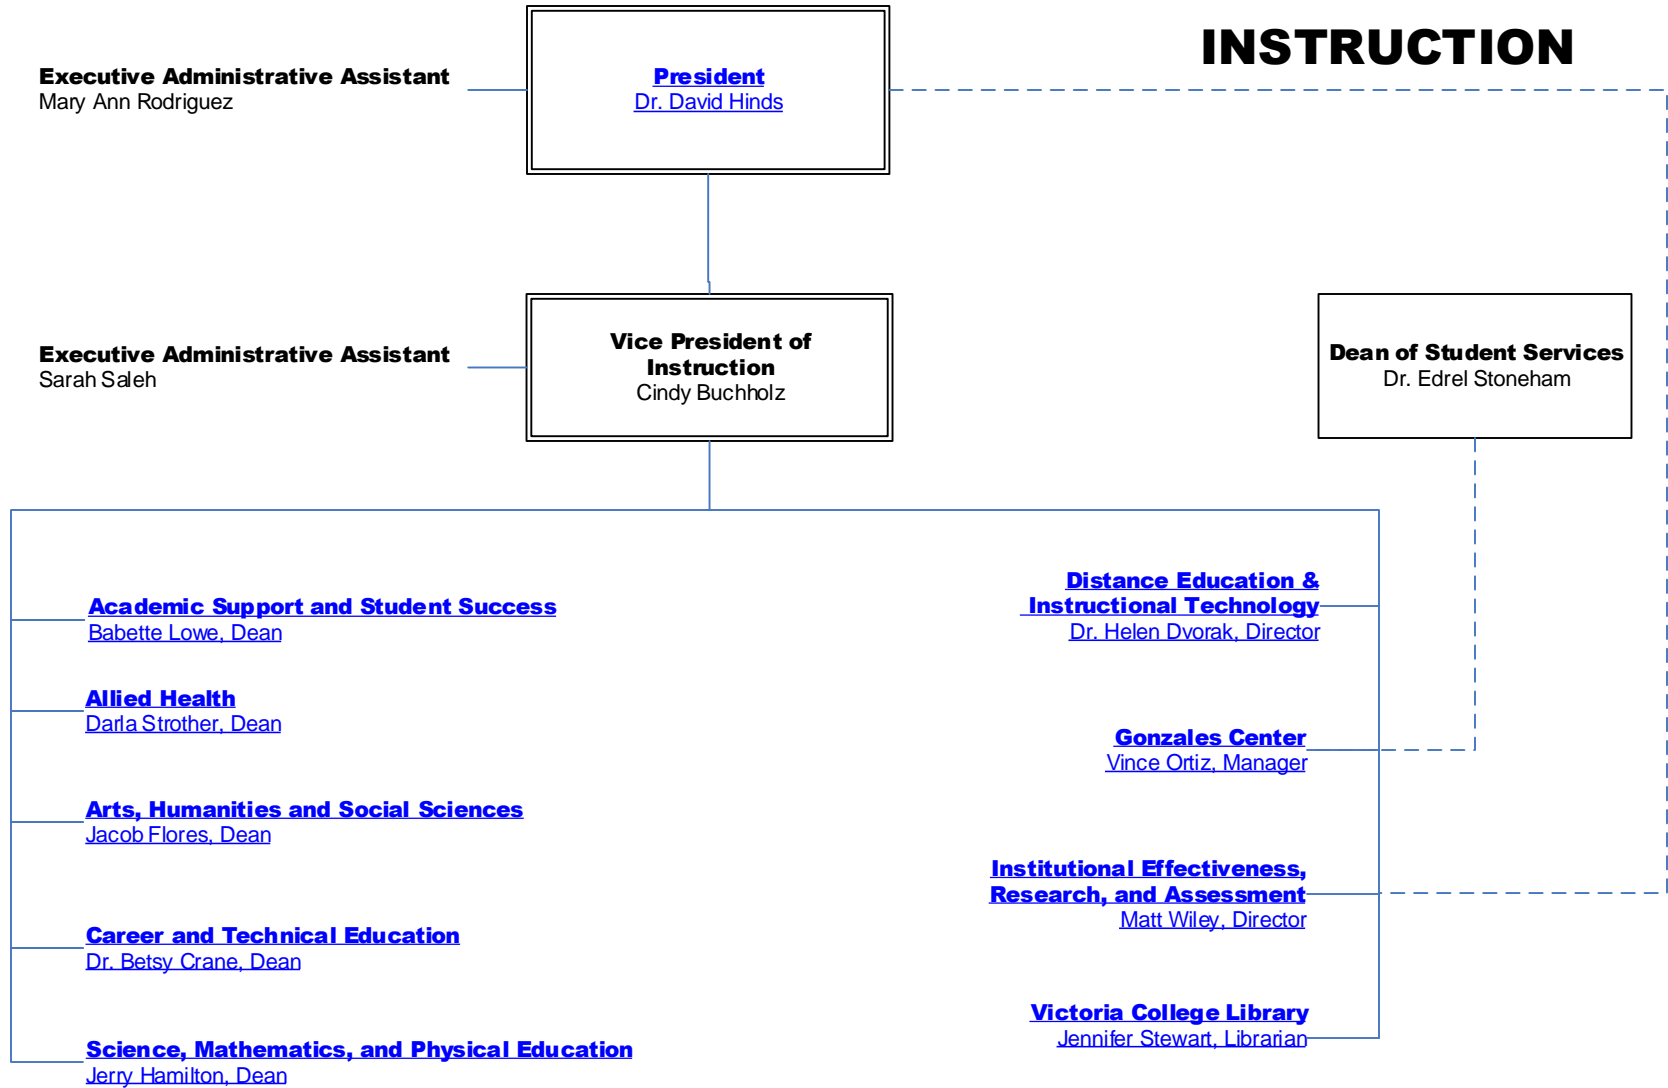 INSTRUCTION
Executive Administrative Assistant
Mary Ann Rodriguez
President
Dr. David Hinds
Executive Administrative Assistant
Sarah Saleh
Vice President of
Instruction
Cindy Buchholz
Dean of Student Services
Dr. Edrel Stoneham
Academic Support and Student Success
Babette Lowe, Dean
Allied Health
Darla Strother, Dean
Arts, Humanities and Social Sciences
Jacob Flores, Dean
Career and Technical Education
Dr. Betsy Crane, Dean
Science, Mathematics, and Physical Education
Jerry Hamilton, Dean
Distance Education &
Instructional Technology
Dr. Helen Dvorak, Director
Gonzales Center
Vince Ortiz, Manager
Institutional Effectiveness,
Research, and Assessment
Matt Wiley, Director
Victoria College Library
Jennifer Stewart, Librarian